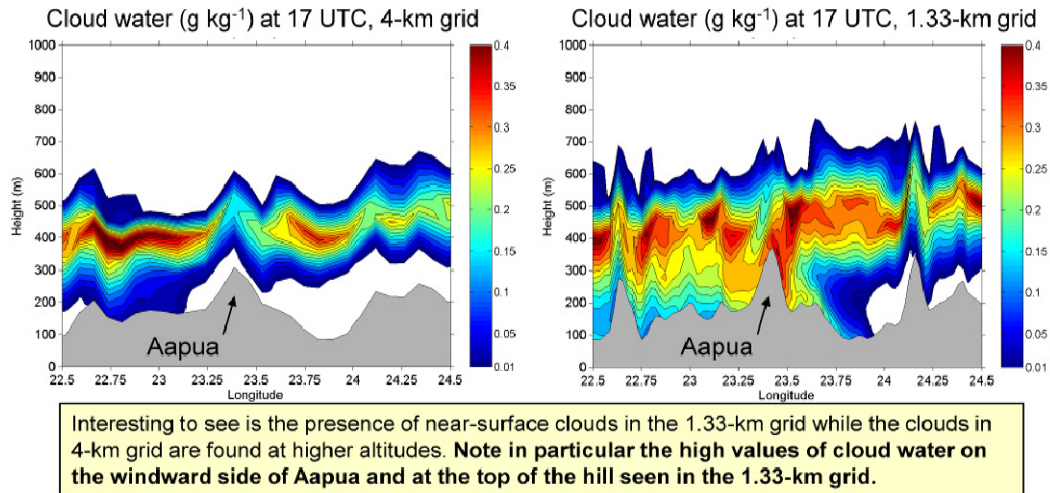 Cloud water (g kg⁻¹) at 17 UTC, 4-km grid
Cloud water (g kg⁻¹) at 17 UTC, 1.33-km grid
1000
900
800
700
600
500
400
300
200
100
0
Height (m)
22.5 22.75 23 23.25 23.5 23.75 24 24.25 24.5
Longitude
Aapua
0.4
0.3
0.25
0.2
0.15
0.1
0.05
0.01
1000
900
800
700
600
500
400
300
200
100
0
Height (m)
22.5 22.75 23.0 23.25 23.5 23.75 24 24.25 24.5
Longitude
Aapua
0.4
0.3
0.25
0.2
0.15
0.1
0.05
0.01
Interesting to see is the presence of near-surface clouds in the 1.33-km grid while the clouds in
4-km grid are found at higher altitudes. Note in particular the high values of cloud water on
the windward side of Aapua and at the top of the hill seen in the 1.33-km grid.